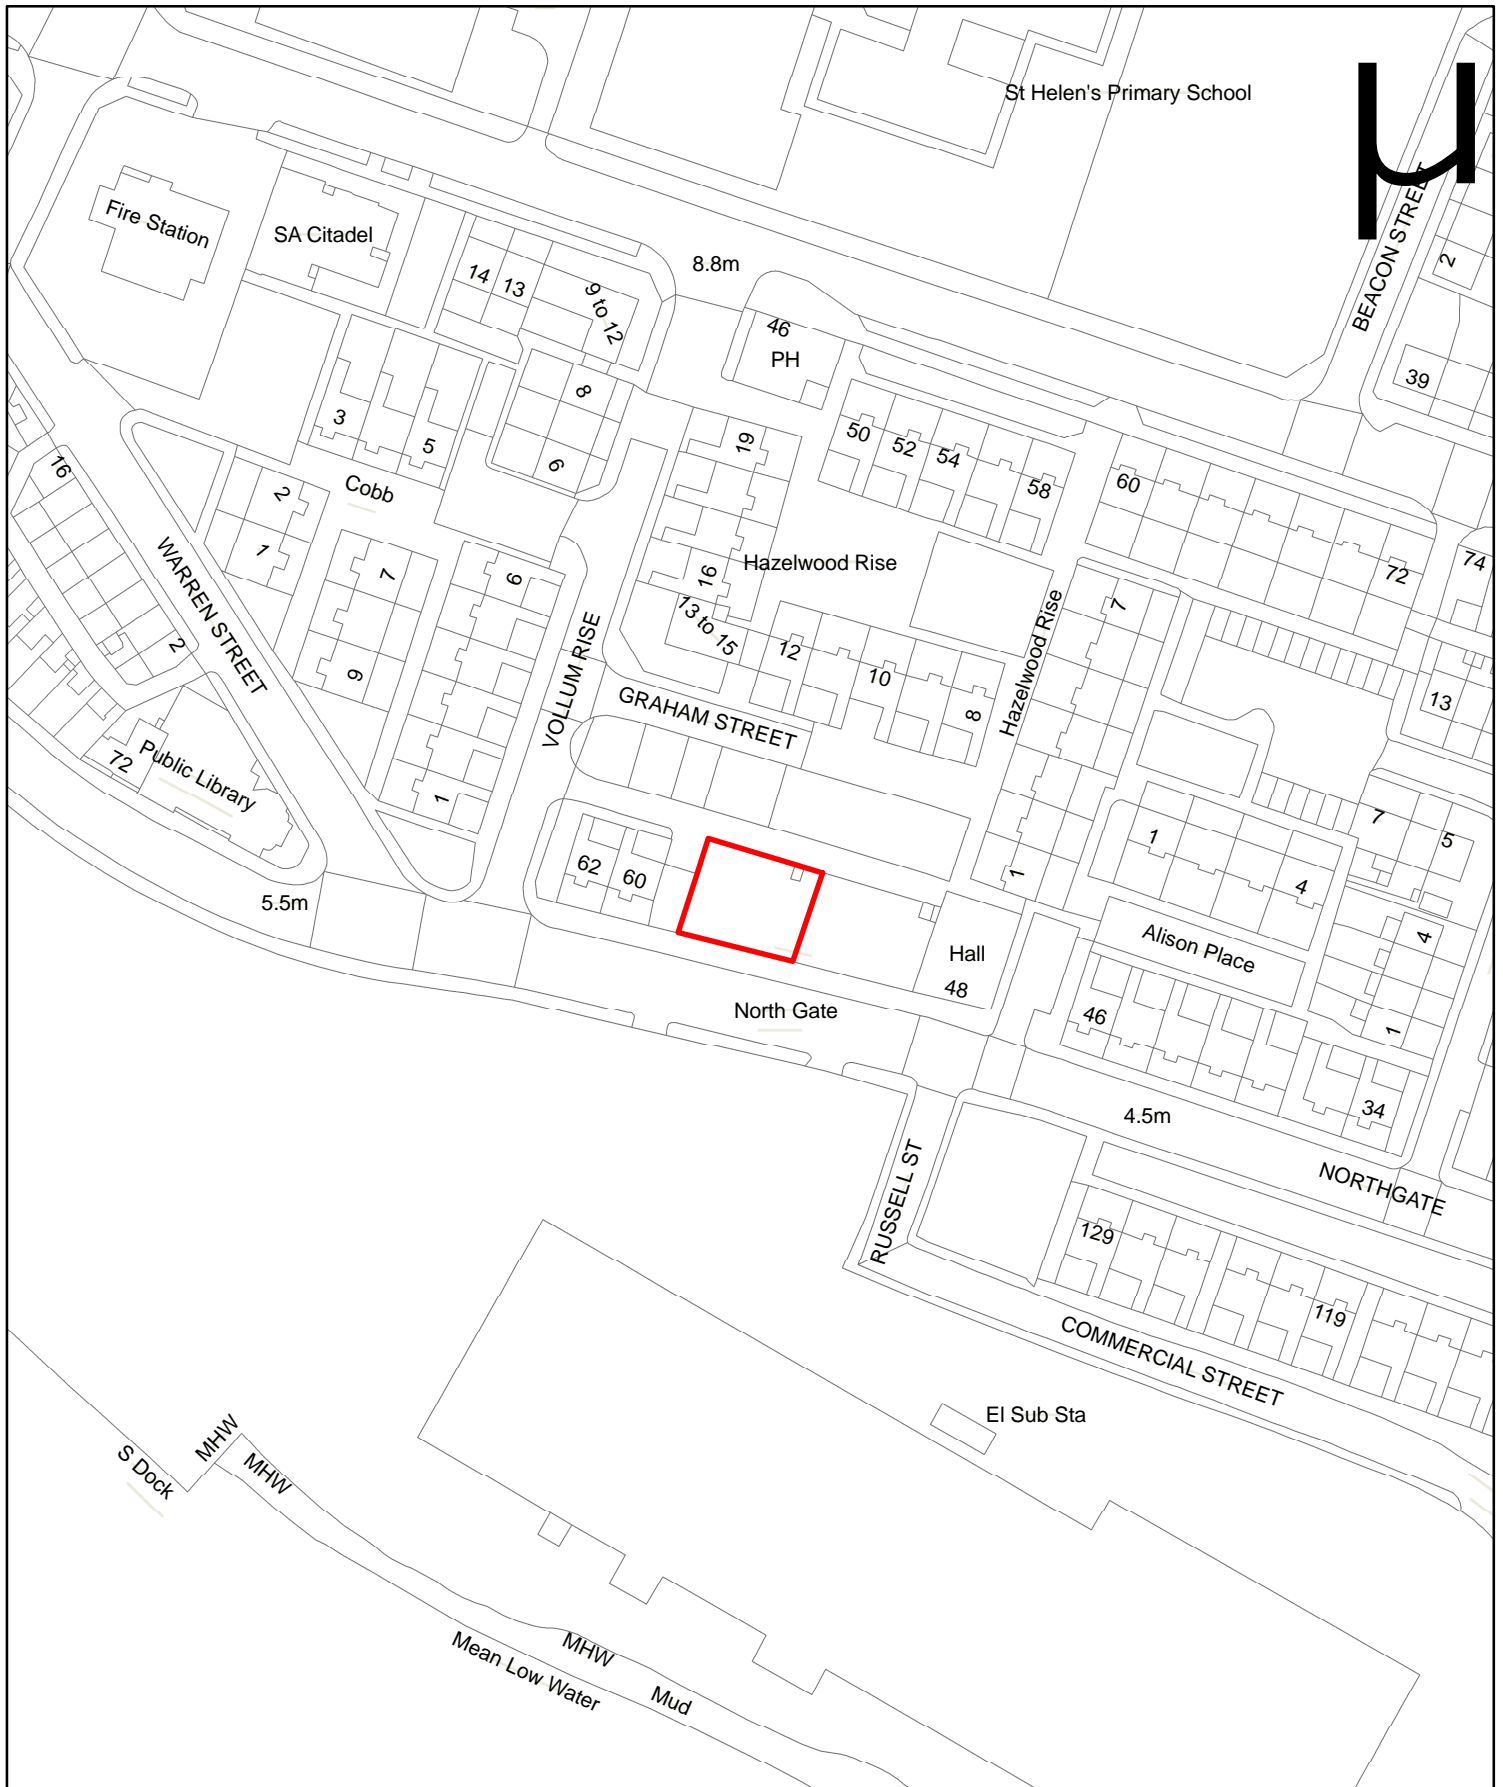 St Helen's Primary School
µ
BEACON STREET
2
39
Fire Station
SA Citadel
8.8m
14
13
9 to 12
46
PH
3
5
8
6
19
50
52
54
58
60
72
74
16
Cobb
2
1
7
9
6
1
WARREN STREET
2
VOLLUM RISE
Hazelwood Rise
16
13 to 15
12
10
8
Hazelwood Rise
7
1
GRAHAM STREET
13
72
Public Library
62
60
5.5m
1
4
7
5
Alison Place
4
1
Hall
48
North Gate
46
34
4.5m
NORTHGATE
RUSSELL ST
129
119
COMMERCIAL STREET
El Sub Sta
S Dock
MHW
MHW
MHW
Mean Low Water
Mud